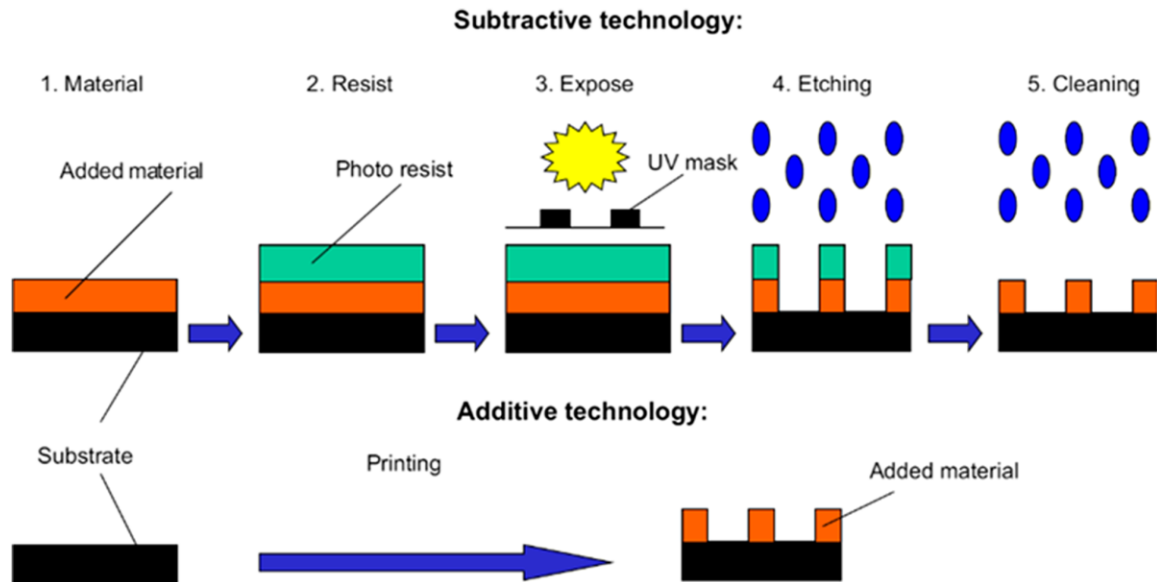 Subtractive technology:
1. Material
2. Resist
3. Expose
4. Etching
5. Cleaning
Added material
Photo resist
UV mask
Additive technology:
Substrate
Printing
Added material